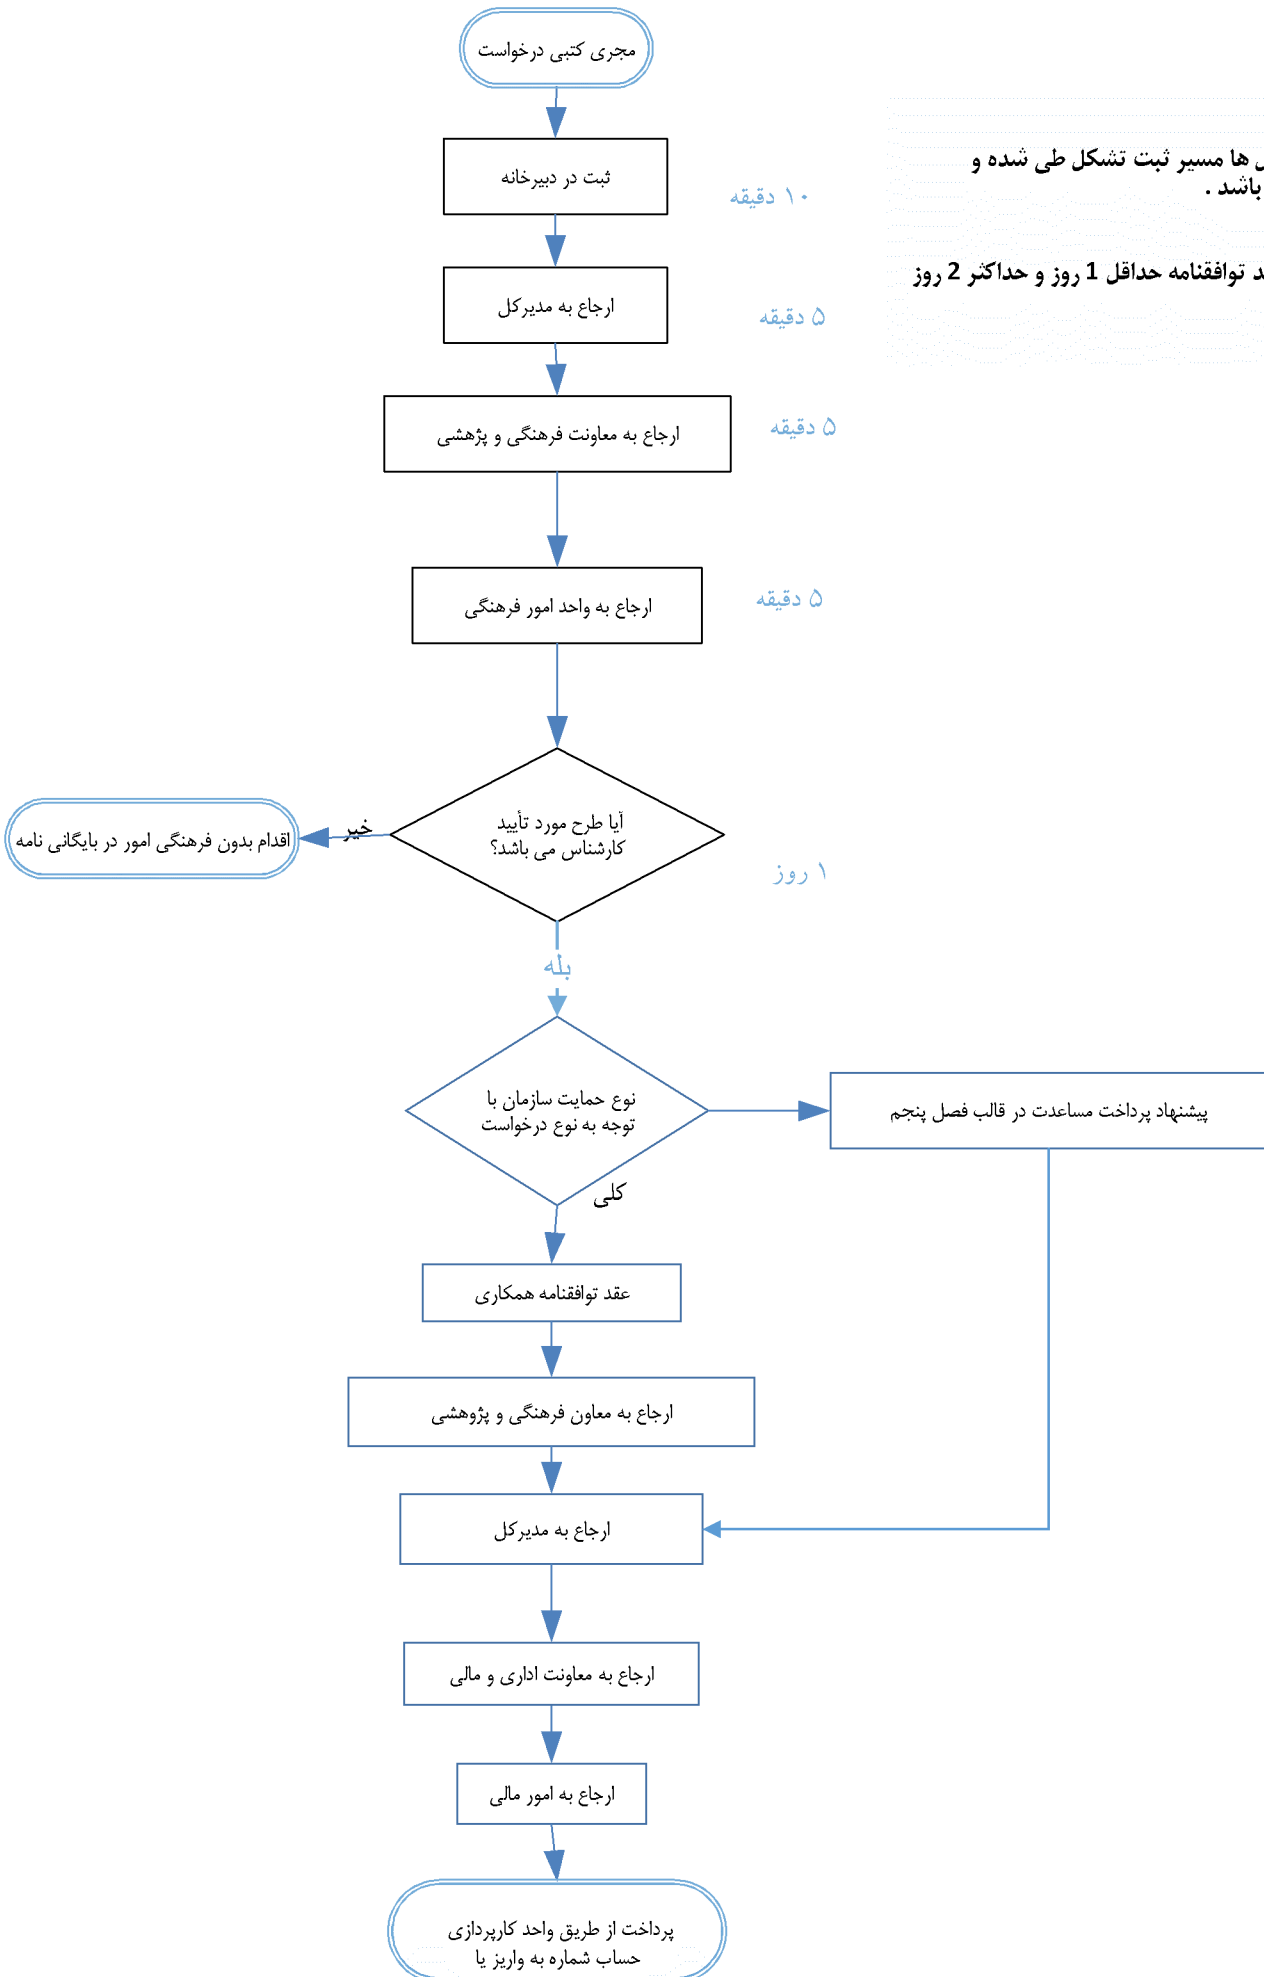 مجری کتبی درخواست
ثبت در دبیرخانه
۱۰ دقیقه
ها مسیر ثبت تشکل طی شده و
باشد .
ارجاع به مدیرکل
۵ دقیقه
توافقنامه حداقل 1 روز و حداکثر 2 روز
ارجاع به معاونت فرهنگی و پژهشی
۵ دقیقه
ارجاع به واحد امور فرهنگی
۵ دقیقه
آیا طرح مورد تأیید
کارشناس می باشد؟
خیر
اقدام بدون فرهنگی امور در بایگانی نامه
۱ روز
بله
نوع حمایت سازمان با
توجه به نوع درخواست
پیشنهاد پرداخت مساعدت در قالب فصل پنجم
کلی
عقد توافقنامه همکاری
ارجاع به معاون فرهنگی و پژوهشی
ارجاع به مدیرکل
ارجاع به معاونت اداری و مالی
ارجاع به امور مالی
پرداخت از طریق واحد کارپردازی
حساب شماره به واریز یا